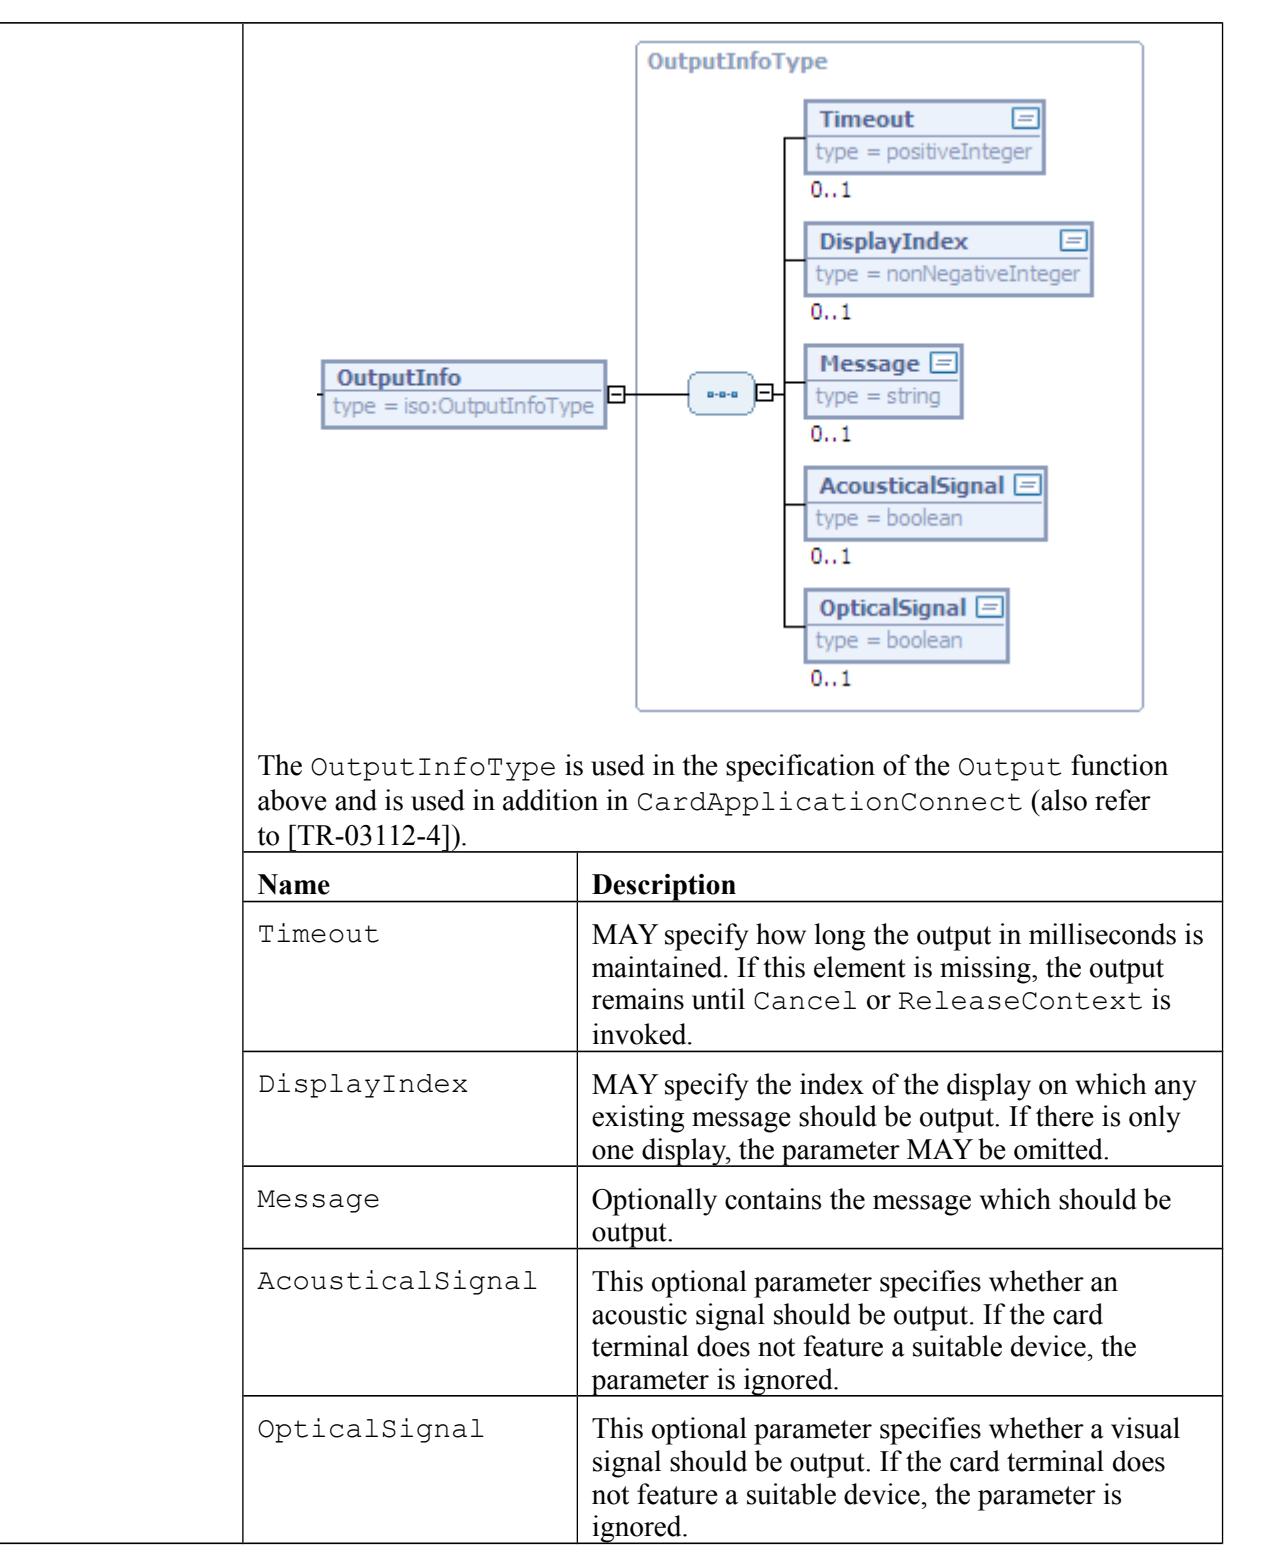 OutputInfoType
Timeout
type = positiveInteger
0..1
DisplayIndex
type = nonNegativeInteger
0..1
Message
type = string
0..1
OutputInfo
type = iso:OutputInfoType
AcousticalSignal
type = boolean
0..1
OpticalSignal
type = boolean
0..1
The OutputInfoType is used in the specification of the Output function
above and is used in addition in CardApplicationConnect (also refer
to [TR-03112-4]).
Name Description
Timeout MAY specify how long the output in milliseconds is
maintained. If this element is missing, the output
remains until Cancel or ReleaseContext is
invoked.
DisplayIndex MAY specify the index of the display on which any
existing message should be output. If there is only
one display, the parameter MAY be omitted.
Message Optionally contains the message which should be
output.
AcousticalSignal This optional parameter specifies whether an
acoustic signal should be output. If the card
terminal does not feature a suitable device, the
parameter is ignored.
OpticalSignal This optional parameter specifies whether a visual
signal should be output. If the card terminal does
not feature a suitable device, the parameter is
ignored.